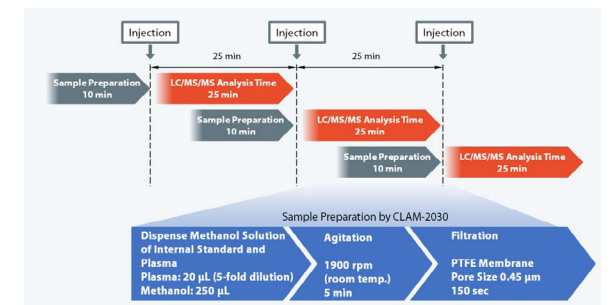 Injection
Injection
Injection
25 min
25 min
Sample Preparation
10 min
LC/MS/MS Analysis Time
25 min
Sample Preparation
10 min
LC/MS/MS Analysis Time
25 min
Sample Preparation
10 min
LC/MS/MS Analysis Time
25 min
Sample Preparation by CLAM-2030
Dispense Methanol Solution
of Internal Standard and
Plasma
Plasma: 20 µL (5-fold dilution)
Methanol: 250 µL
Agitation
1900 rpm
(room temp.)
5 min
Filtration
PTFE Membrane
Pore Size 0.45 µm
150 sec